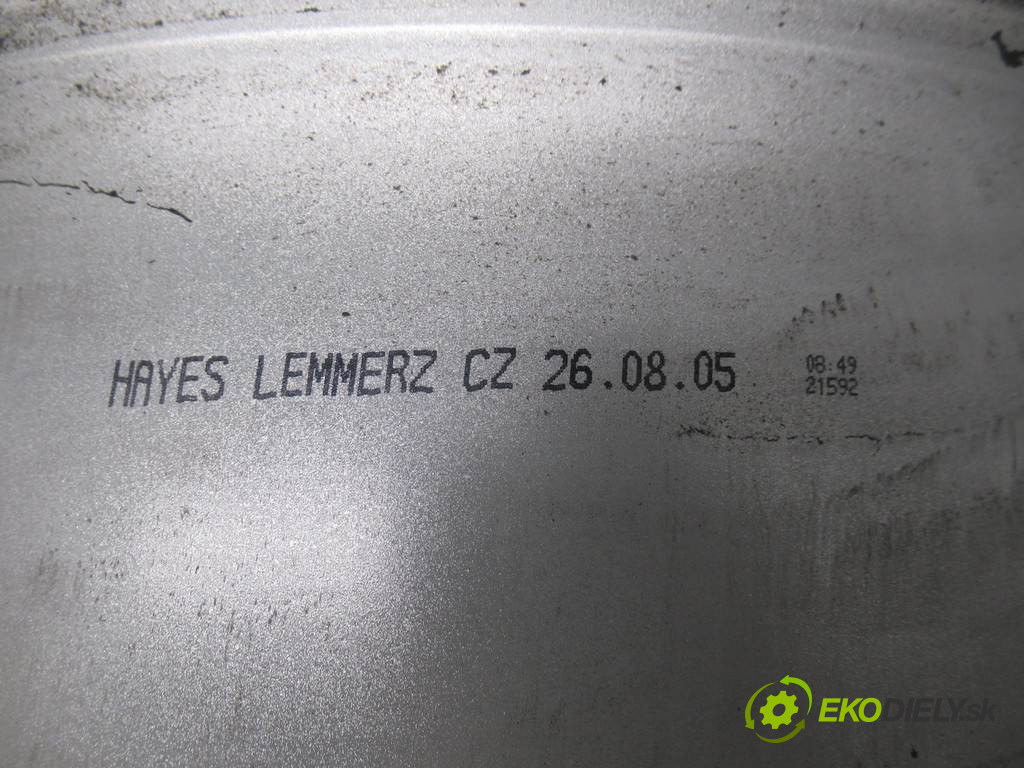 HAYES LEMMERZ CZ 26.08.05
08:49
21592
EKODIELY.sk